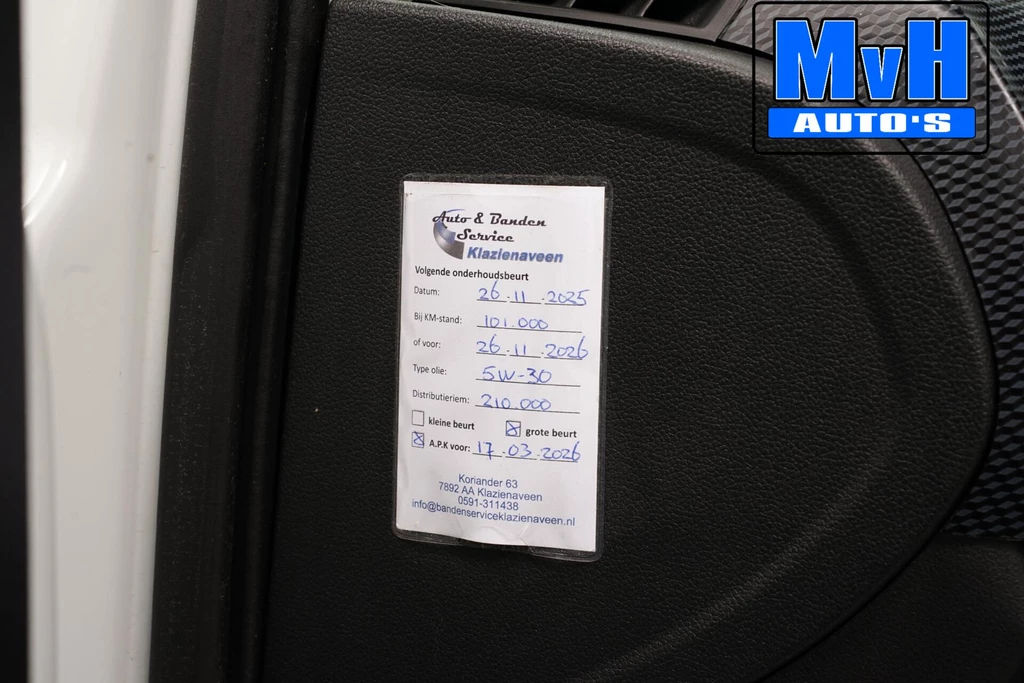 MvH
AUTO'S
Auto & Banden
Service
Klazienaveen
Volgende onderhoudsbeurt
Datum: 26.11.2025
Bij KM-stand: 101.000
of voor: 26.11.2026
Type olie: 5W-30
Distributieriem: 210.000
kleine beurt grote beurt
A.P.K voor: 17.03.2026
Koriander 63
7892 AA Klazienaveen
0591-311438
info@bandenserviceklazienaveen.nl